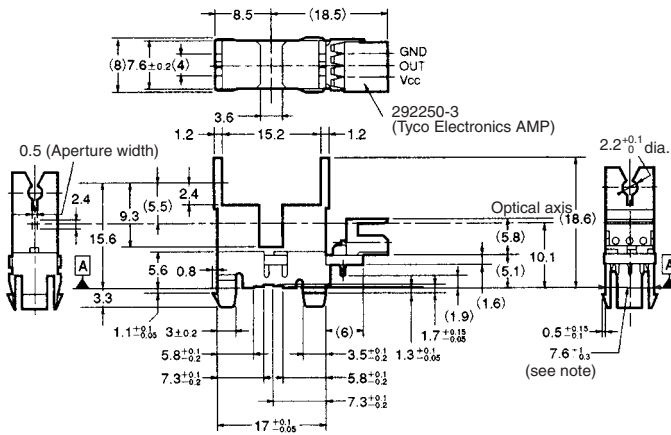 8.5
(18.5)
(8)
7.6±0.2
(4)
GND
OUT
Vcc
3.6
292250-3
(Tyco Electronics AMP)
1.2
15.2
1.2
0.5 (Aperture width)
2.2 +0.1 0 dia.
2.4
2.4
(5.5)
9.3
15.6
Optical axis
(18.6)
(5.8)
10.1
A
5.6
0.8
(5.1)
A
3.3
(1.6)
(1.9)
1.1 +0.1 -0.05
3±0.2
(6)
1.7 +0.15 -0.05
0.5 +0.15 -0.1
5.8 +0.1 -0.2
3.5 +0.1 -0.2
1.3 +0.1 -0.05
7.6 +1 -0.3
7.3 +0.1 -0.2
5.8 +0.1 -0.2
(see note)
7.3 +0.1 -0.2
17 +0.1 -0.05